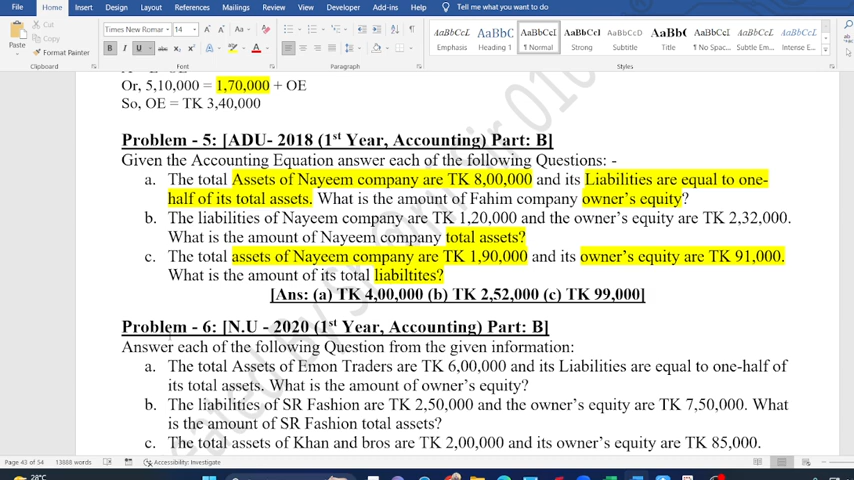 File Home Insert Design Layout References Mailings Review View Developer Add-ins Help Tell me what you want to do
Paste Cut Copy Format Painter
Times New Romar 14
AaBbCcL AaBbC AaBbCcI AaBbCcl AaBbCcD AaBbC AaBbCcI AaBbCcL AaBbCcL
Emphasis Heading 1 ¶ Normal Strong Subtitle Title ¶ No Spac... Subtle Em... Intense E...
Clipboard Font Paragraph Styles
Or, 5,10,000 = 1,70,000 + OE
So, OE = TK 3,40,000
Problem - 5: [ADU- 2018 (1st Year, Accounting) Part: B]
Given the Accounting Equation answer each of the following Questions: -
a. The total Assets of Nayeem company are TK 8,00,000 and its Liabilities are equal to one-
half of its total assets. What is the amount of Fahim company owner's equity?
b. The liabilities of Nayeem company are TK 1,20,000 and the owner's equity are TK 2,32,000.
What is the amount of Nayeem company total assets?
c. The total assets of Nayeem company are TK 1,90,000 and its owner's equity are TK 91,000.
What is the amount of its total liabiltites?
[Ans: (a) TK 4,00,000 (b) TK 2,52,000 (c) TK 99,000]
Problem - 6: [N.U - 2020 (1st Year, Accounting) Part: B]
Answer each of the following Question from the given information:
a. The total Assets of Emon Traders are TK 6,00,000 and its Liabilities are equal to one-half of
its total assets. What is the amount of owner's equity?
b. The liabilities of SR Fashion are TK 2,50,000 and the owner's equity are TK 7,50,000. What
is the amount of SR Fashion total assets?
c. The total assets of Khan and bros are TK 2,00,000 and its owner's equity are TK 85,000.
Page 43 of 54 13888 words Accessibility: Investigate
28°C